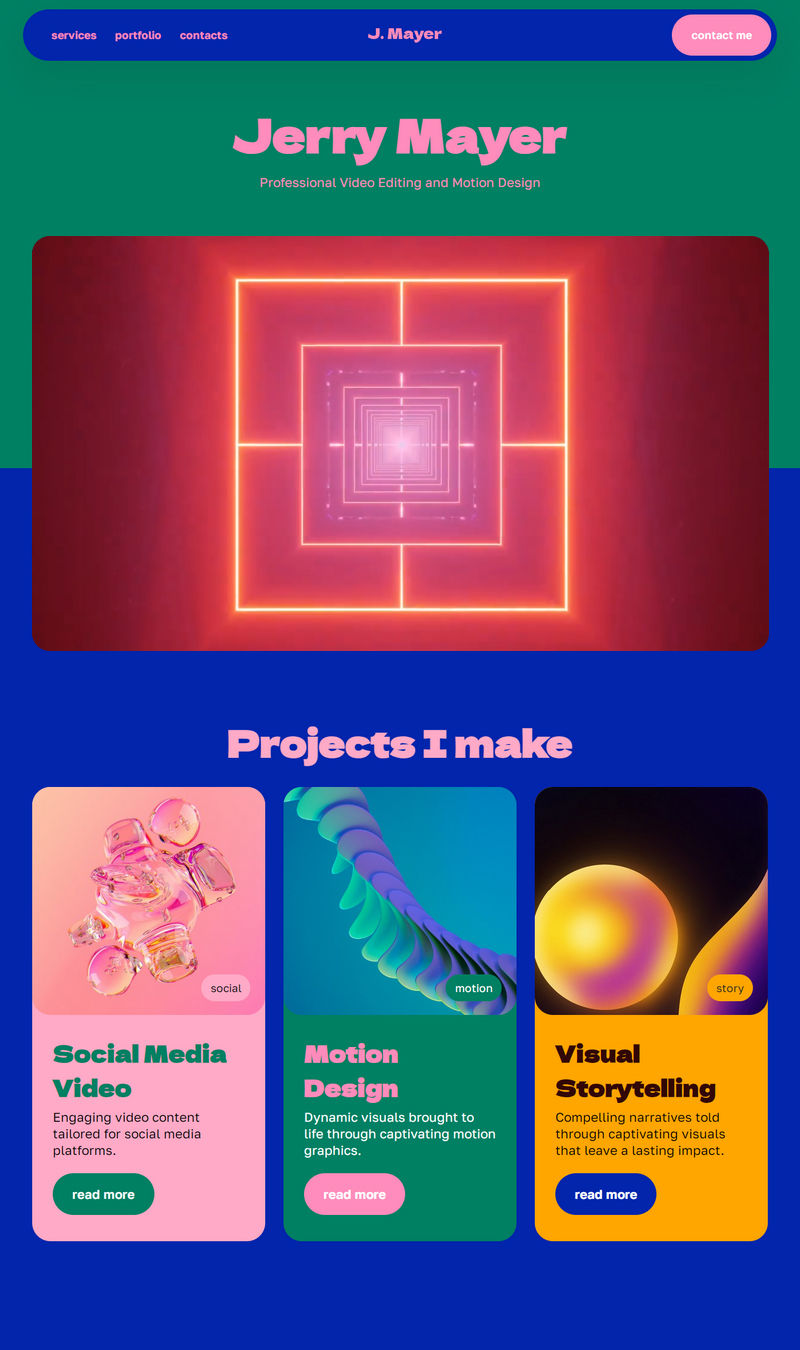 services portfolio contacts J. Mayer contact me
Jerry Mayer
Professional Video Editing and Motion Design
Projects I make
social
Social Media
Video
Engaging video content
tailored for social media
platforms.
read more
motion
Motion
Design
Dynamic visuals brought to
life through captivating motion
graphics.
read more
story
Visual
Storytelling
Compelling narratives told
through captivating visuals
that leave a lasting impact.
read more